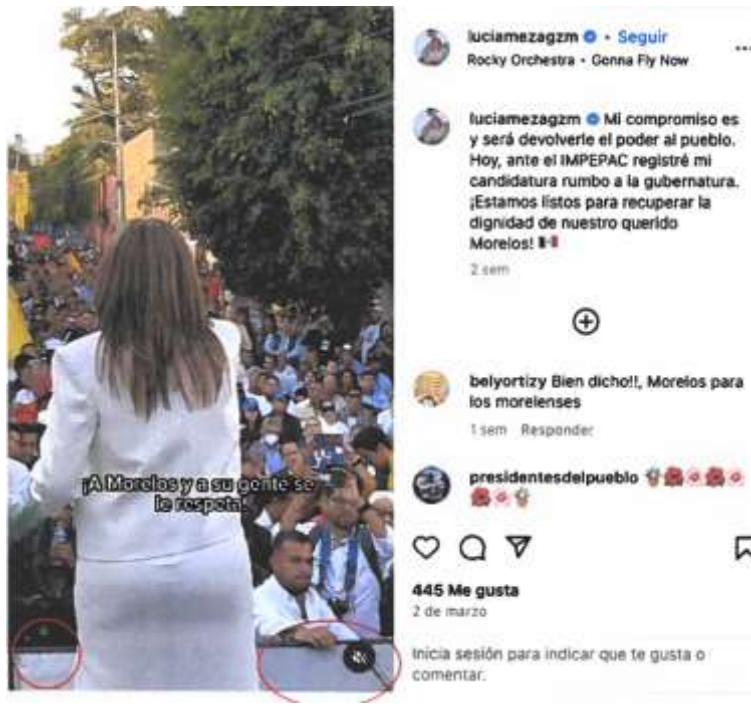 luciamezagzm • Seguir
Rocky Orchestra • Gonna Fly Now
luciamezagzm Mi compromiso es
y será devolverle el poder al pueblo.
Hoy, ante el IMPEPAC registré mi
candidatura rumbo a la gubernatura.
¡Estamos listos para recuperar la
dignidad de nuestro querido
Morelos!
2 sem
belyortizy Bien dicho!!, Morelos para
los morelenses
1 sem Responder
presidentesdelpueblo
445 Me gusta
2 de marzo
Inicia sesión para indicar que te gusta o
comentar.
¡A Morelos y a su gente se
le respeta